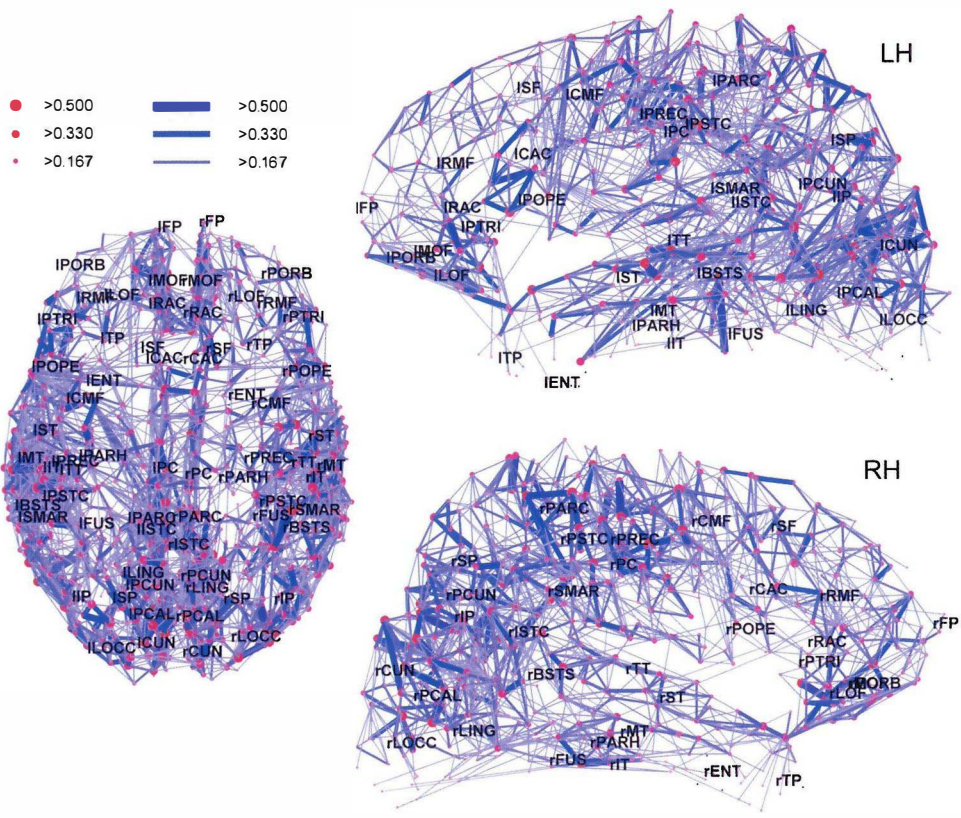 LH
>0.500 >0.500
>0.330 >0.330
>0.167 >0.167
lSF
lCMF
lPARC
lPREC
lPSTC
lPC
lSP
lRMF
lCAC
lSMAR
lISTC
lPCUN
lIP
lFP
lRAC
lPOPE
lPTRI
lPORB
lMOF
lLOF
lTT
lST
lBSTS
lCUN
lPCAL
lMT
lPARH
lIT
lFUS
lLING
lLOCC
lTP
lENT
lFP rFP
lPORB rPORB
lMOF rMOF
lRMF lLOF rLOF rRMF
lRAC rRAC
lPTRI rPTRI
lTP rTP
lSF rSF
lCAC rCAC
lPOPE rPOPE
lENT rENT
lCMF rCMF
lST rST
lMT lPREC lPARH rPREC rTT rMT
lIT lTT lPC rPC rPARH rIT
lPSTC rPSTC
lBSTS rSMAR
lSMAR lFUS lPARC rPARC rFUS rBSTS
lISTC rISTC
lLING rPCUN
lPCUN rLING
lIP lSP rSP rIP
lPCAL rPCAL
lLOCC lCUN rCUN rLOCC
RH
rPARC
rCMF
rSF
rPSTC
rPREC
rSP
rPC
rPCUN
rSMAR
rCAC
rRMF
rIP
rISTC
rPOPE
rFP
rRAC
rPTRI
rCUN
rBSTS
rTT
rST
rPCAL
rLOF
rLING
rMT
rLOCC
rPARH
rFUS
rIT
rENT
rTP